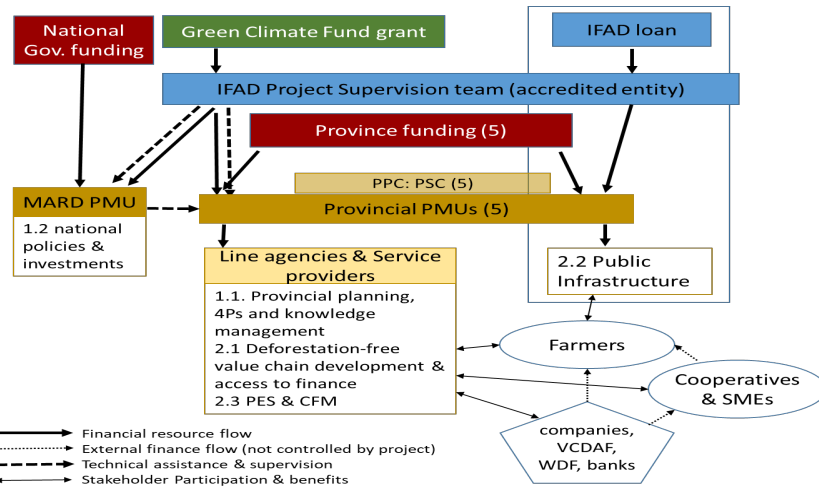 National
Gov. funding
Green Climate Fund grant
IFAD loan
IFAD Project Supervision team (accredited entity)
Province funding (5)
PPC: PSC (5)
MARD PMU
Provincial PMUs (5)
1.2 national
policies &
investments
Line agencies & Service
providers
1.1. Provincial planning,
4Ps and knowledge
management
2.1 Deforestation-free
value chain development &
access to finance
2.3 PES & CFM
2.2 Public
Infrastructure
Farmers
Cooperatives
& SMEs
companies,
VCDAF,
WDF, banks
Financial resource flow
External finance flow (not controlled by project)
Technical assistance & supervision
Stakeholder Participation & benefits